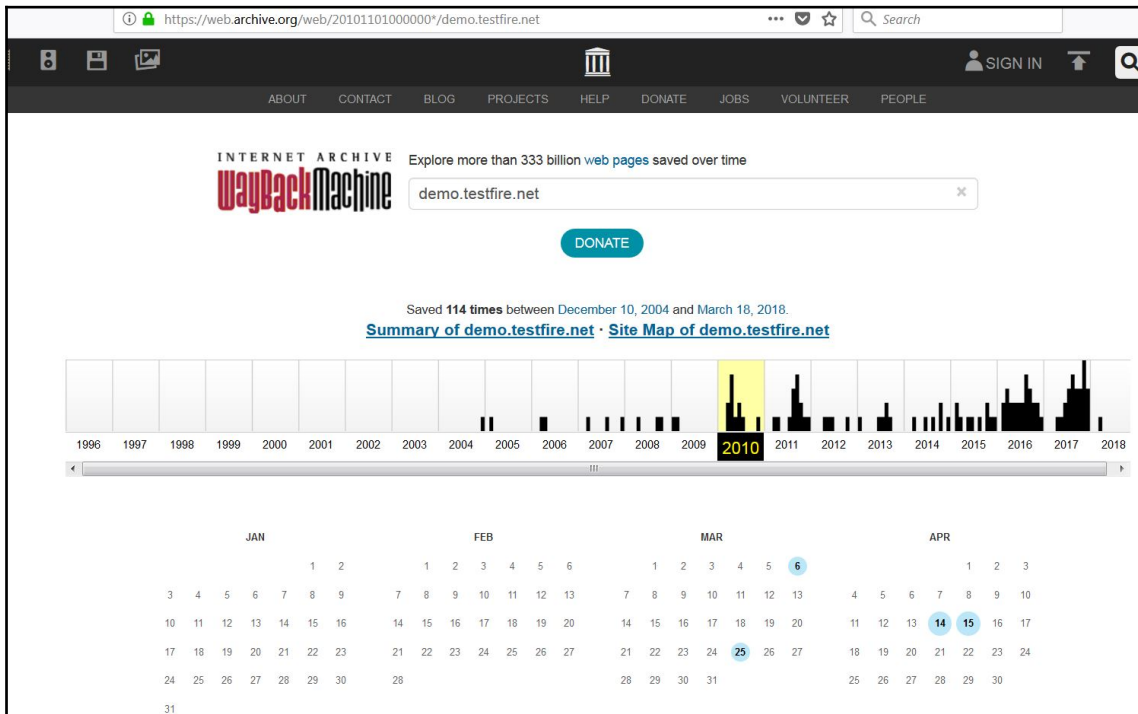 https://web.archive.org/web/20101101000000*/demo.testfire.net
Search
SIGN IN
ABOUT CONTACT BLOG PROJECTS HELP DONATE JOBS VOLUNTEER PEOPLE
INTERNET ARCHIVE
WayBackMachine
Explore more than 333 billion web pages saved over time
demo.testfire.net
DONATE
Saved 114 times between December 10, 2004 and March 18, 2018.
Summary of demo.testfire.net · Site Map of demo.testfire.net
1996 1997 1998 1999 2000 2001 2002 2003 2004 2005 2006 2007 2008 2009 2010 2011 2012 2013 2014 2015 2016 2017 2018
JAN FEB MAR APR
1 2 1 2 3 4 5 6 1 2 3 4 5 6 1 2 3
3 4 5 6 7 8 9 7 8 9 10 11 12 13 7 8 9 10 11 12 13 4 5 6 7 8 9 10
10 11 12 13 14 15 16 14 15 16 17 18 19 20 14 15 16 17 18 19 20 11 12 13 14 15 16 17
17 18 19 20 21 22 23 21 22 23 24 25 26 27 21 22 23 24 25 26 27 18 19 20 21 22 23 24
24 25 26 27 28 29 30 28 28 29 30 31 25 26 27 28 29 30
31